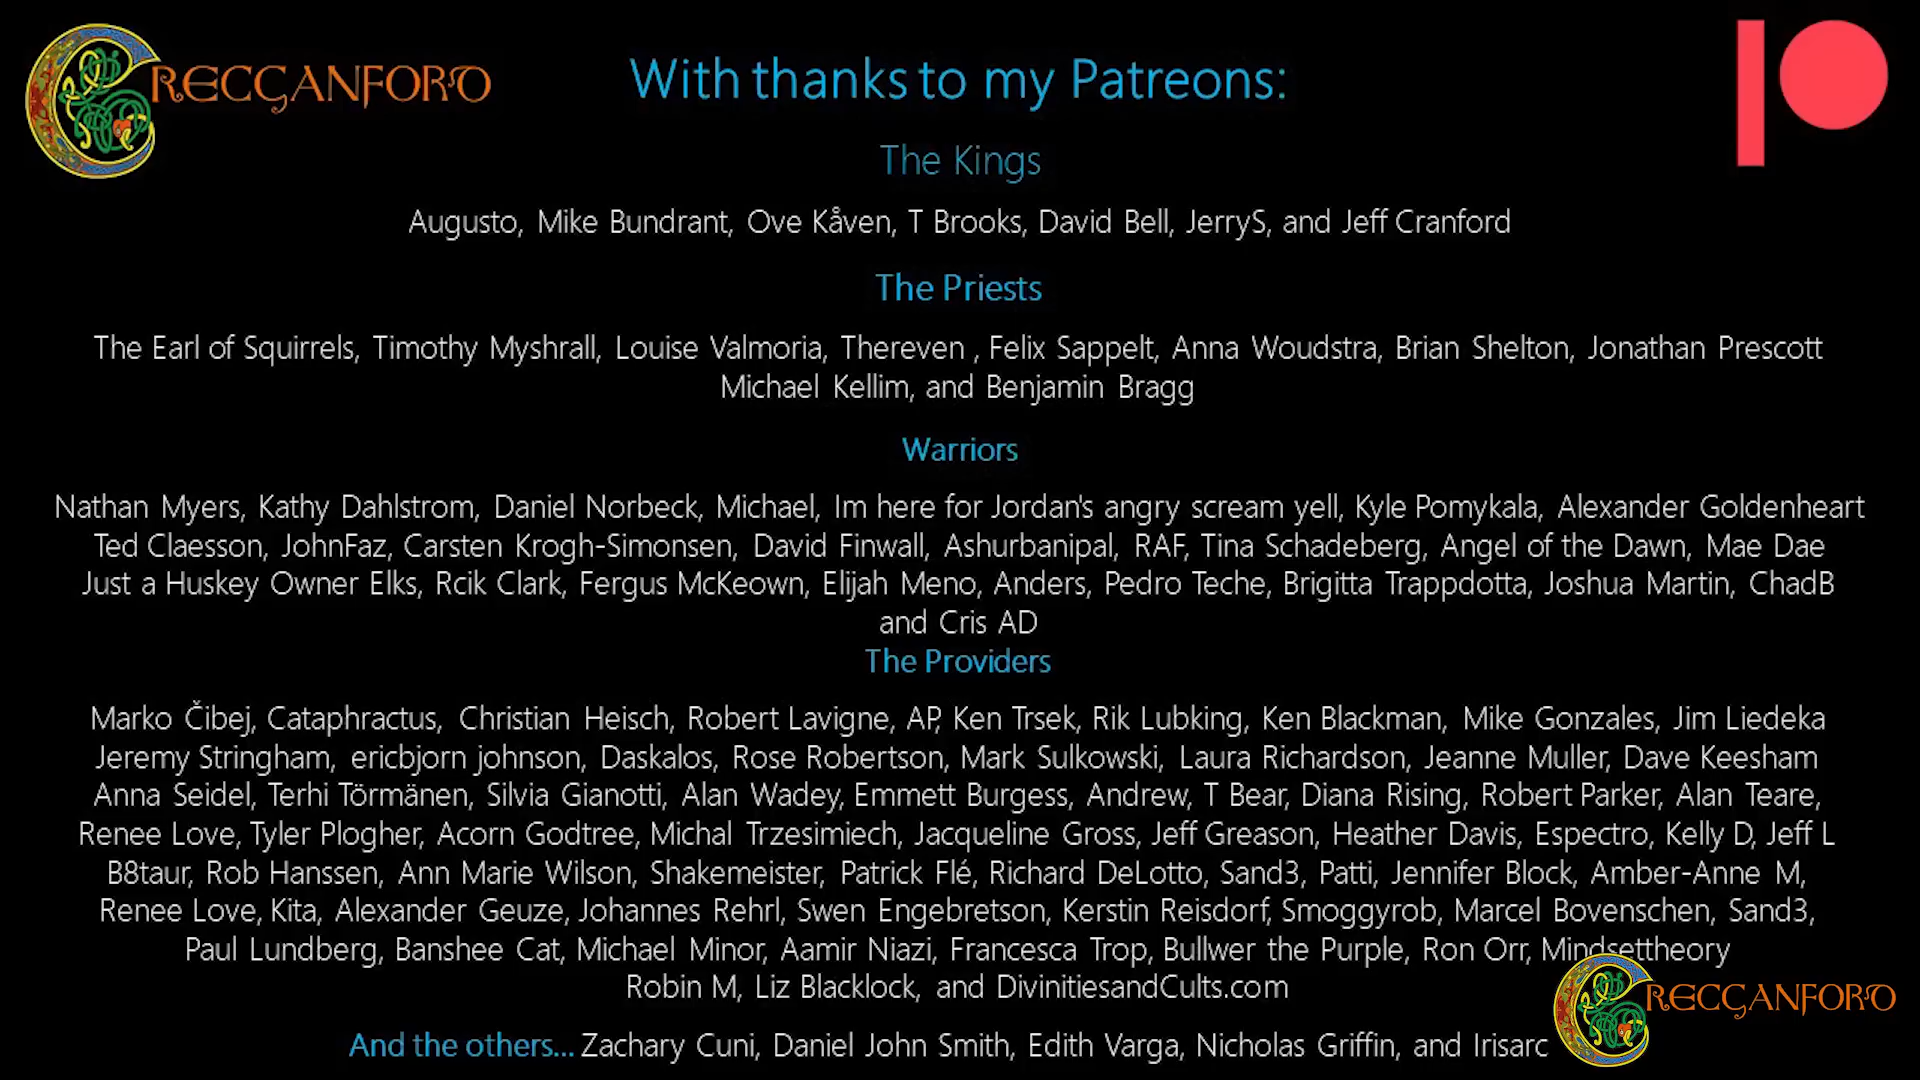 CRECGANFORD
With thanks to my Patreons:
The Kings
Augusto, Mike Bundrant, Ove Kåven, T Brooks, David Bell, JerryS, and Jeff Cranford
The Priests
The Earl of Squirrels, Timothy Myshrall, Louise Valmoria, Thereven , Felix Sappelt, Anna Woudstra, Brian Shelton, Jonathan Prescott
Michael Kellim, and Benjamin Bragg
Warriors
Nathan Myers, Kathy Dahlstrom, Daniel Norbeck, Michael, Im here for Jordan's angry scream yell, Kyle Pomykala, Alexander Goldenheart
Ted Claesson, JohnFaz, Carsten Krogh-Simonsen, David Finwall, Ashurbanipal, RAF, Tina Schadeberg, Angel of the Dawn, Mae Dae
Just a Huskey Owner Elks, Rcik Clark, Fergus McKeown, Elijah Meno, Anders, Pedro Teche, Brigitta Trappdotta, Joshua Martin, ChadB
and Cris AD
The Providers
Marko Čibej, Cataphractus, Christian Heisch, Robert Lavigne, AP, Ken Trsek, Rik Lubking, Ken Blackman, Mike Gonzales, Jim Liedeka
Jeremy Stringham, ericbjorn johnson, Daskalos, Rose Robertson, Mark Sulkowski, Laura Richardson, Jeanne Muller, Dave Keesham
Anna Seidel, Terhi Törmänen, Silvia Gianotti, Alan Wadey, Emmett Burgess, Andrew, T Bear, Diana Rising, Robert Parker, Alan Teare,
Renee Love, Tyler Plogher, Acorn Godtree, Michal Trzesimiech, Jacqueline Gross, Jeff Greason, Heather Davis, Espectro, Kelly D, Jeff L
B8taur, Rob Hanssen, Ann Marie Wilson, Shakemeister, Patrick Flé, Richard DeLotto, Sand3, Patti, Jennifer Block, Amber-Anne M,
Renee Love, Kita, Alexander Geuze, Johannes Rehrl, Swen Engebretson, Kerstin Reisdorf, Smoggyrob, Marcel Bovenschen, Sand3,
Paul Lundberg, Banshee Cat, Michael Minor, Aamir Niazi, Francesca Trop, Bullwer the Purple, Ron Orr, Mindsettheory
Robin M, Liz Blacklock, and DivinitiesandCults.com
And the others... Zachary Cuni, Daniel John Smith, Edith Varga, Nicholas Griffin, and Irisarc
CRECGANFORD